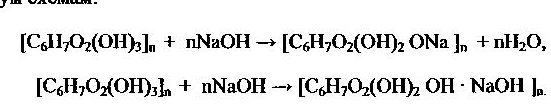 [C₆H₇O₂(OH)₃]ₙ + nNaOH → [C₆H₇O₂(OH)₂ ONa ]ₙ + nH₂O,
[C₆H₇O₂(OH)₃]ₙ + nNaOH → [C₆H₇O₂(OH)₂ OH · NaOH ]ₙ.